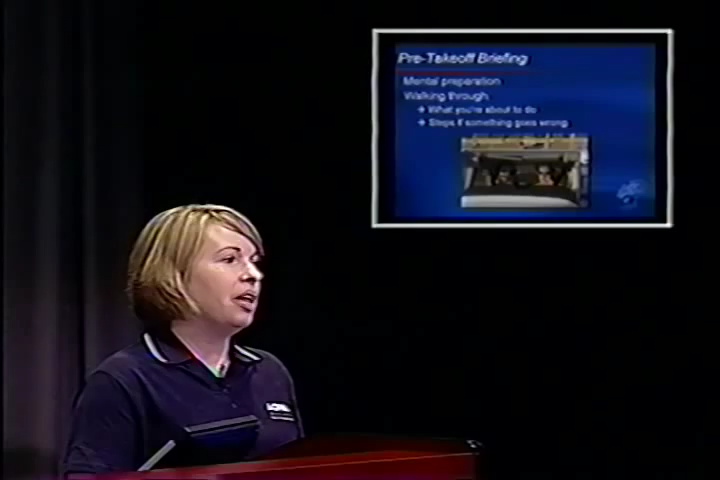 Pre-Takeoff Briefing
Mental preparation
Walking through
What you're about to do
Steps if something goes wrong